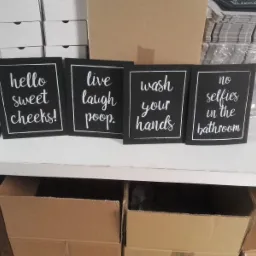 hello
sweet
cheeks!
live
laugh
poop.
wash
your
hands
no
selfies
in the
bathroom